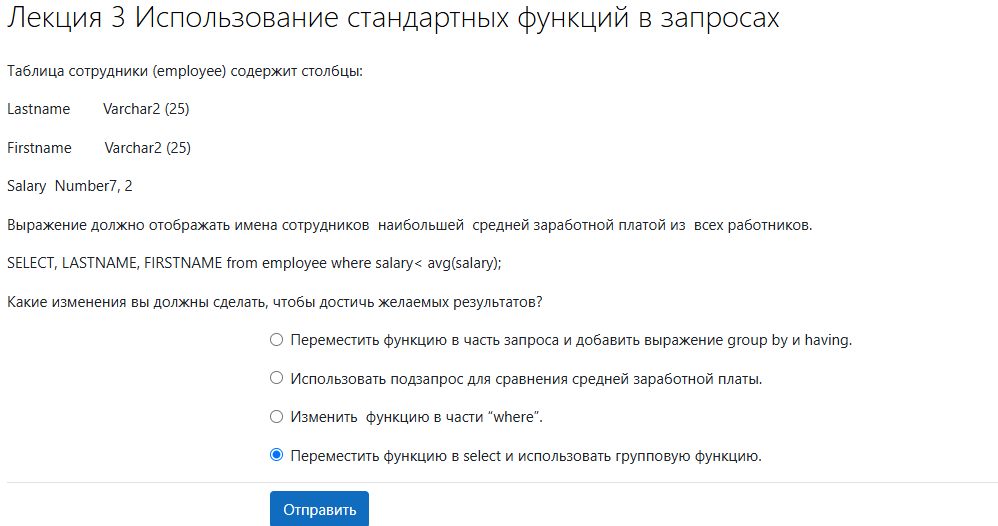 Лекция 3 Использование стандартных функций в запросах
Таблица сотрудники (employee) содержит столбцы:
Lastname Varchar2 (25)
Firstname Varchar2 (25)
Salary Number7, 2
Выражение должно отображать имена сотрудников наибольшей средней заработной платой из всех работников.
SELECT, LASTNAME, FIRSTNAME from employee where salary< avg(salary);
Какие изменения вы должны сделать, чтобы достичь желаемых результатов?
Переместить функцию в часть запроса и добавить выражение group by и having.
Использовать подзапрос для сравнения средней заработной платы.
Изменить функцию в части “where”.
Переместить функцию в select и использовать групповую функцию.
Отправить